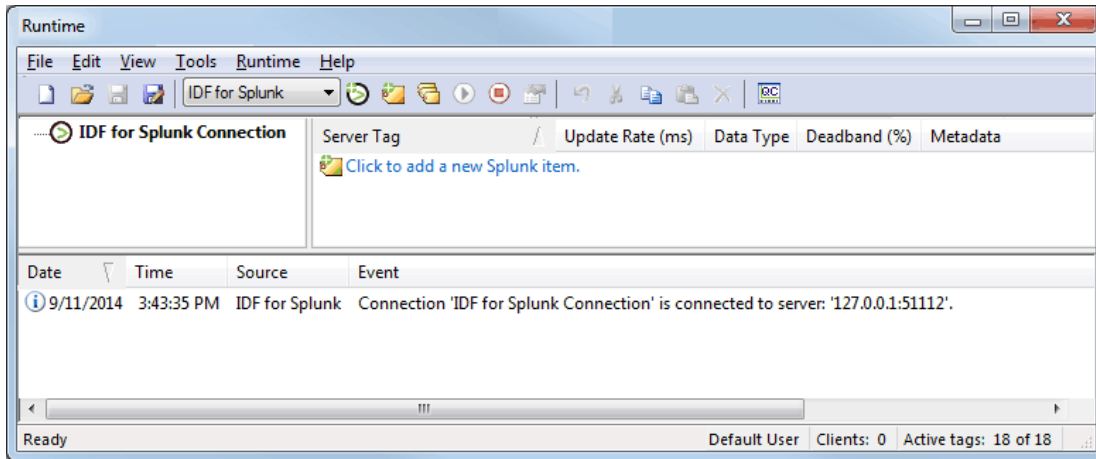 Runtime
File Edit View Tools Runtime Help
IDF for Splunk
QC
IDF for Splunk Connection
Server Tag Update Rate (ms) Data Type Deadband (%) Metadata
Click to add a new Splunk item.
Date Time Source Event
9/11/2014 3:43:35 PM IDF for Splunk Connection 'IDF for Splunk Connection' is connected to server: '127.0.0.1:51112'.
Ready Default User Clients: 0 Active tags: 18 of 18